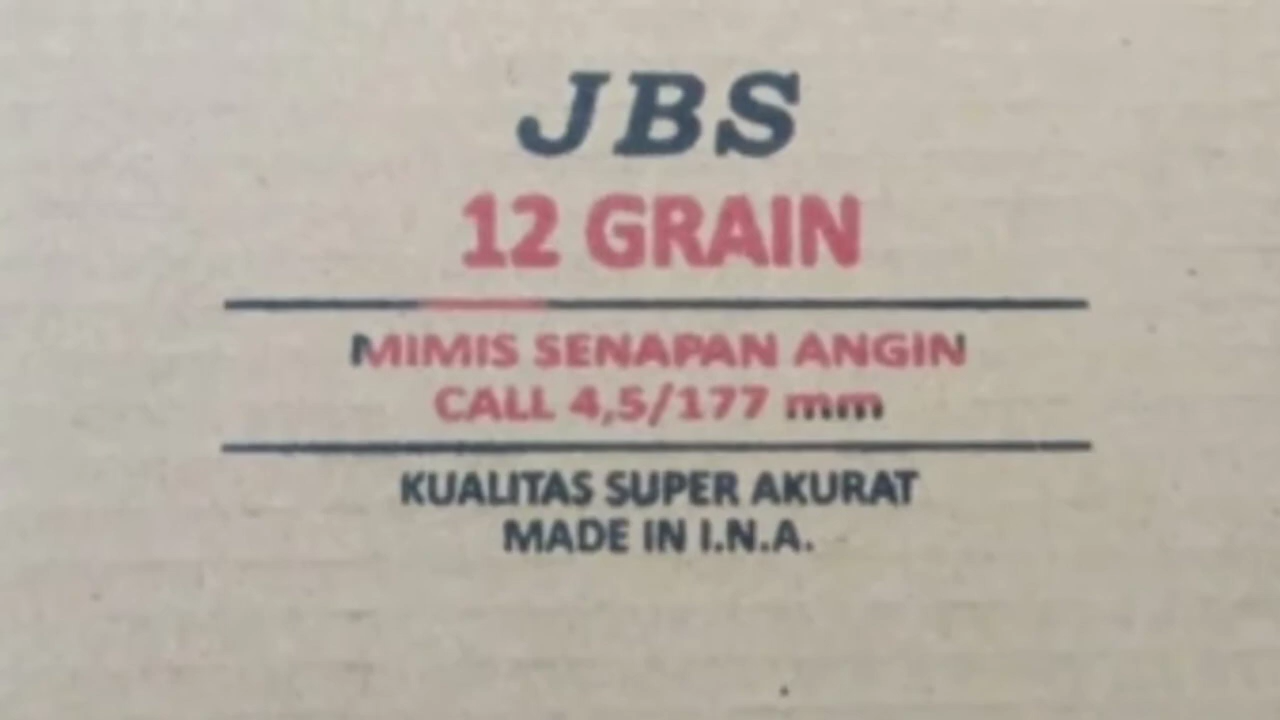 JBS
12 GRAIN
MIMIS SENAPAN ANGIN
CALL 4,5/177 mm
KUALITAS SUPER AKURAT
MADE IN I.N.A.